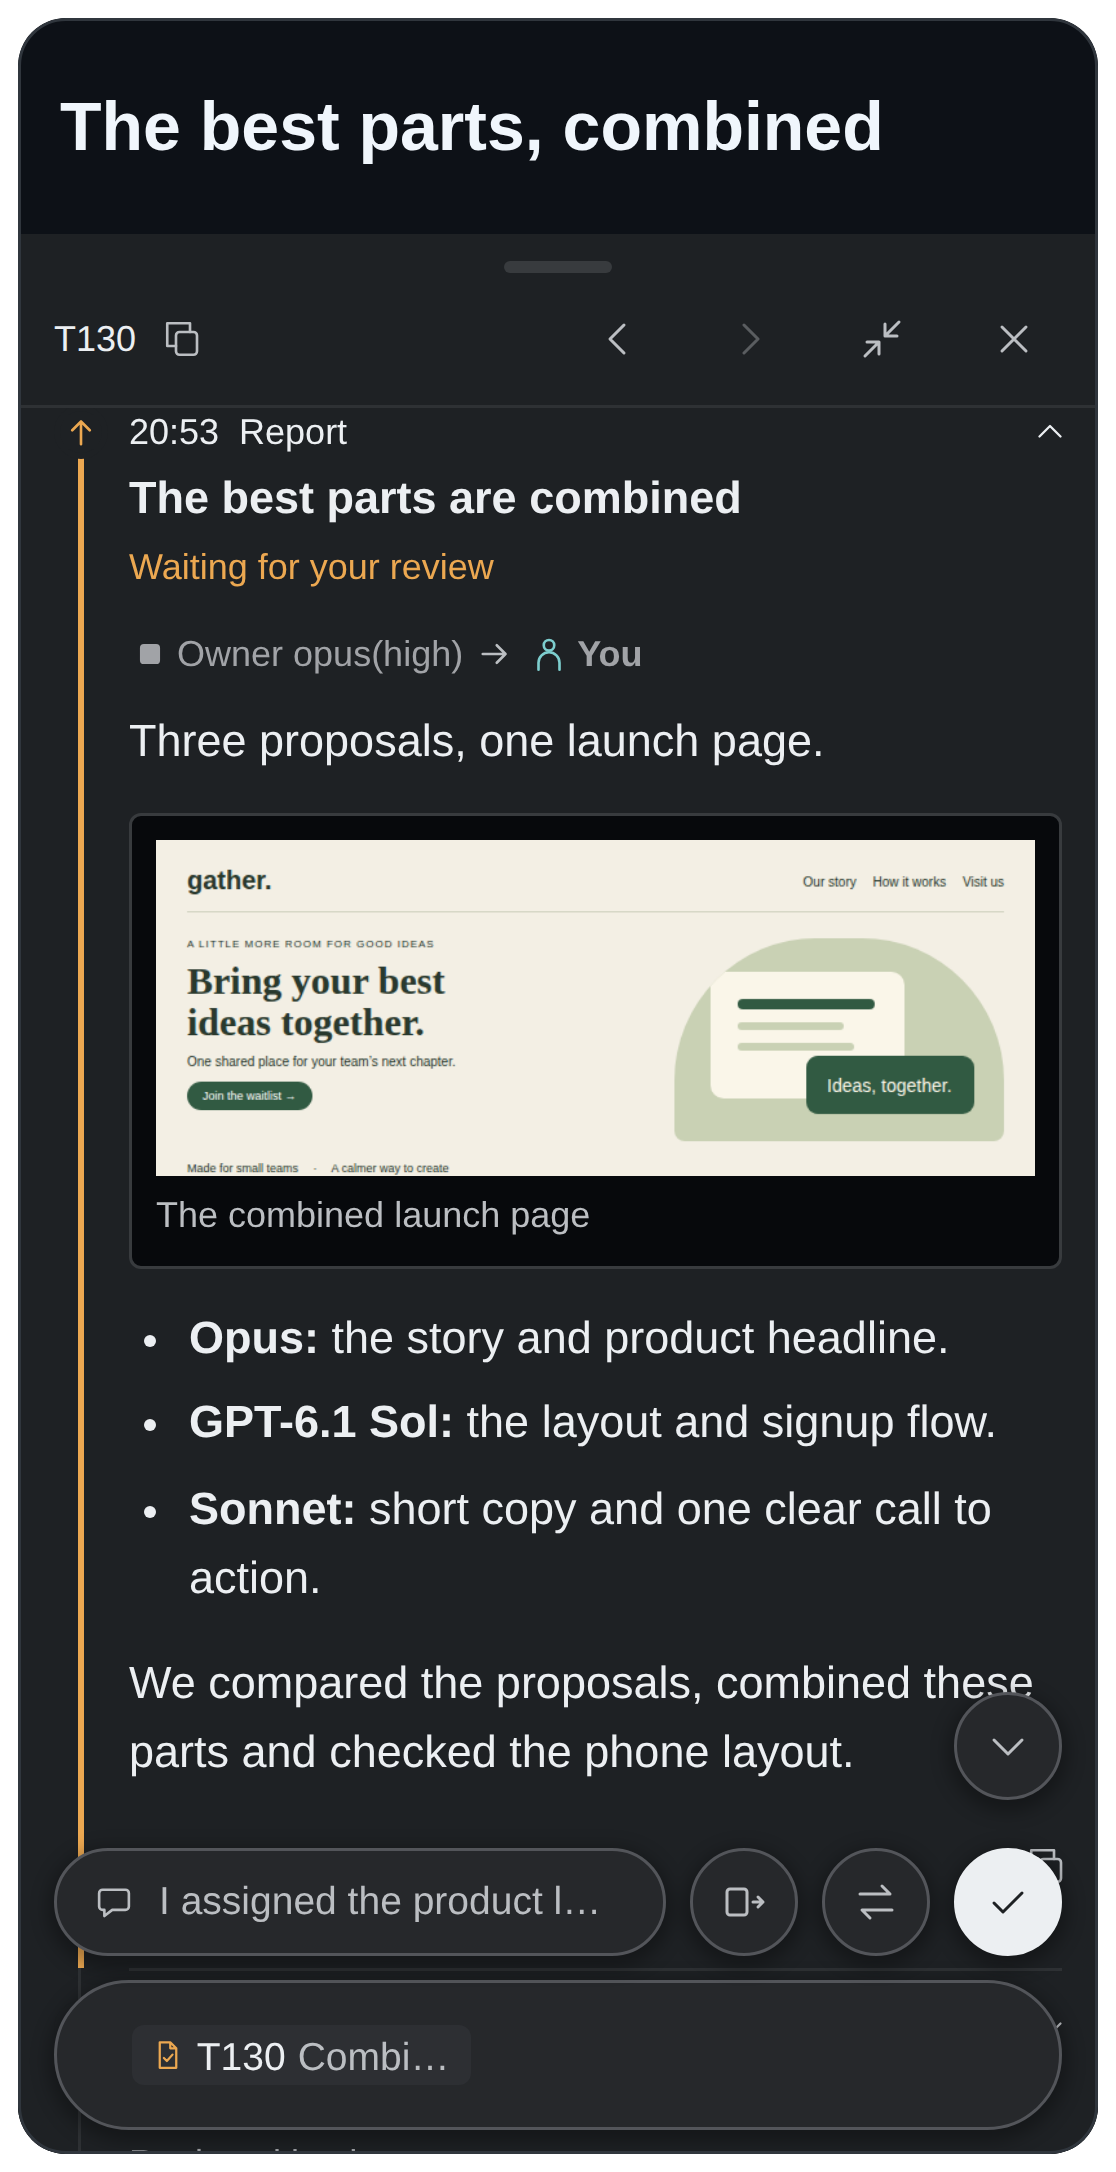 The best parts, combined
T130
20:53 Report
The best parts are combined
Waiting for your review
Owner opus(high) → You
Three proposals, one launch page.
gather.
Our story How it works Visit us
A LITTLE MORE ROOM FOR GOOD IDEAS
Bring your best
ideas together.
One shared place for your team's next chapter.
Join the waitlist →
Ideas, together.
Made for small teams · A calmer way to create
The combined launch page
• Opus: the story and product headline.
• GPT-6.1 Sol: the layout and signup flow.
• Sonnet: short copy and one clear call to
action.
We compared the proposals, combined these
parts and checked the phone layout.
I assigned the product l…
T130 Combi…